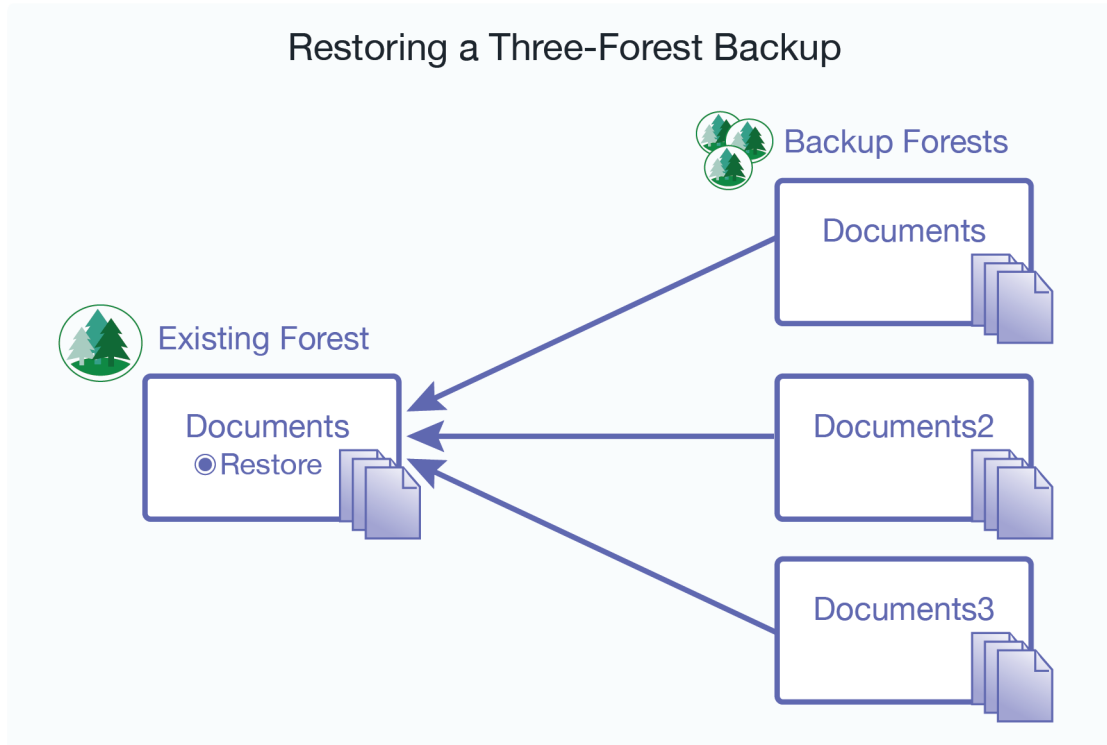 Restoring a Three-Forest Backup
Backup Forests
Documents
Existing Forest
Documents
Restore
Documents2
Documents3